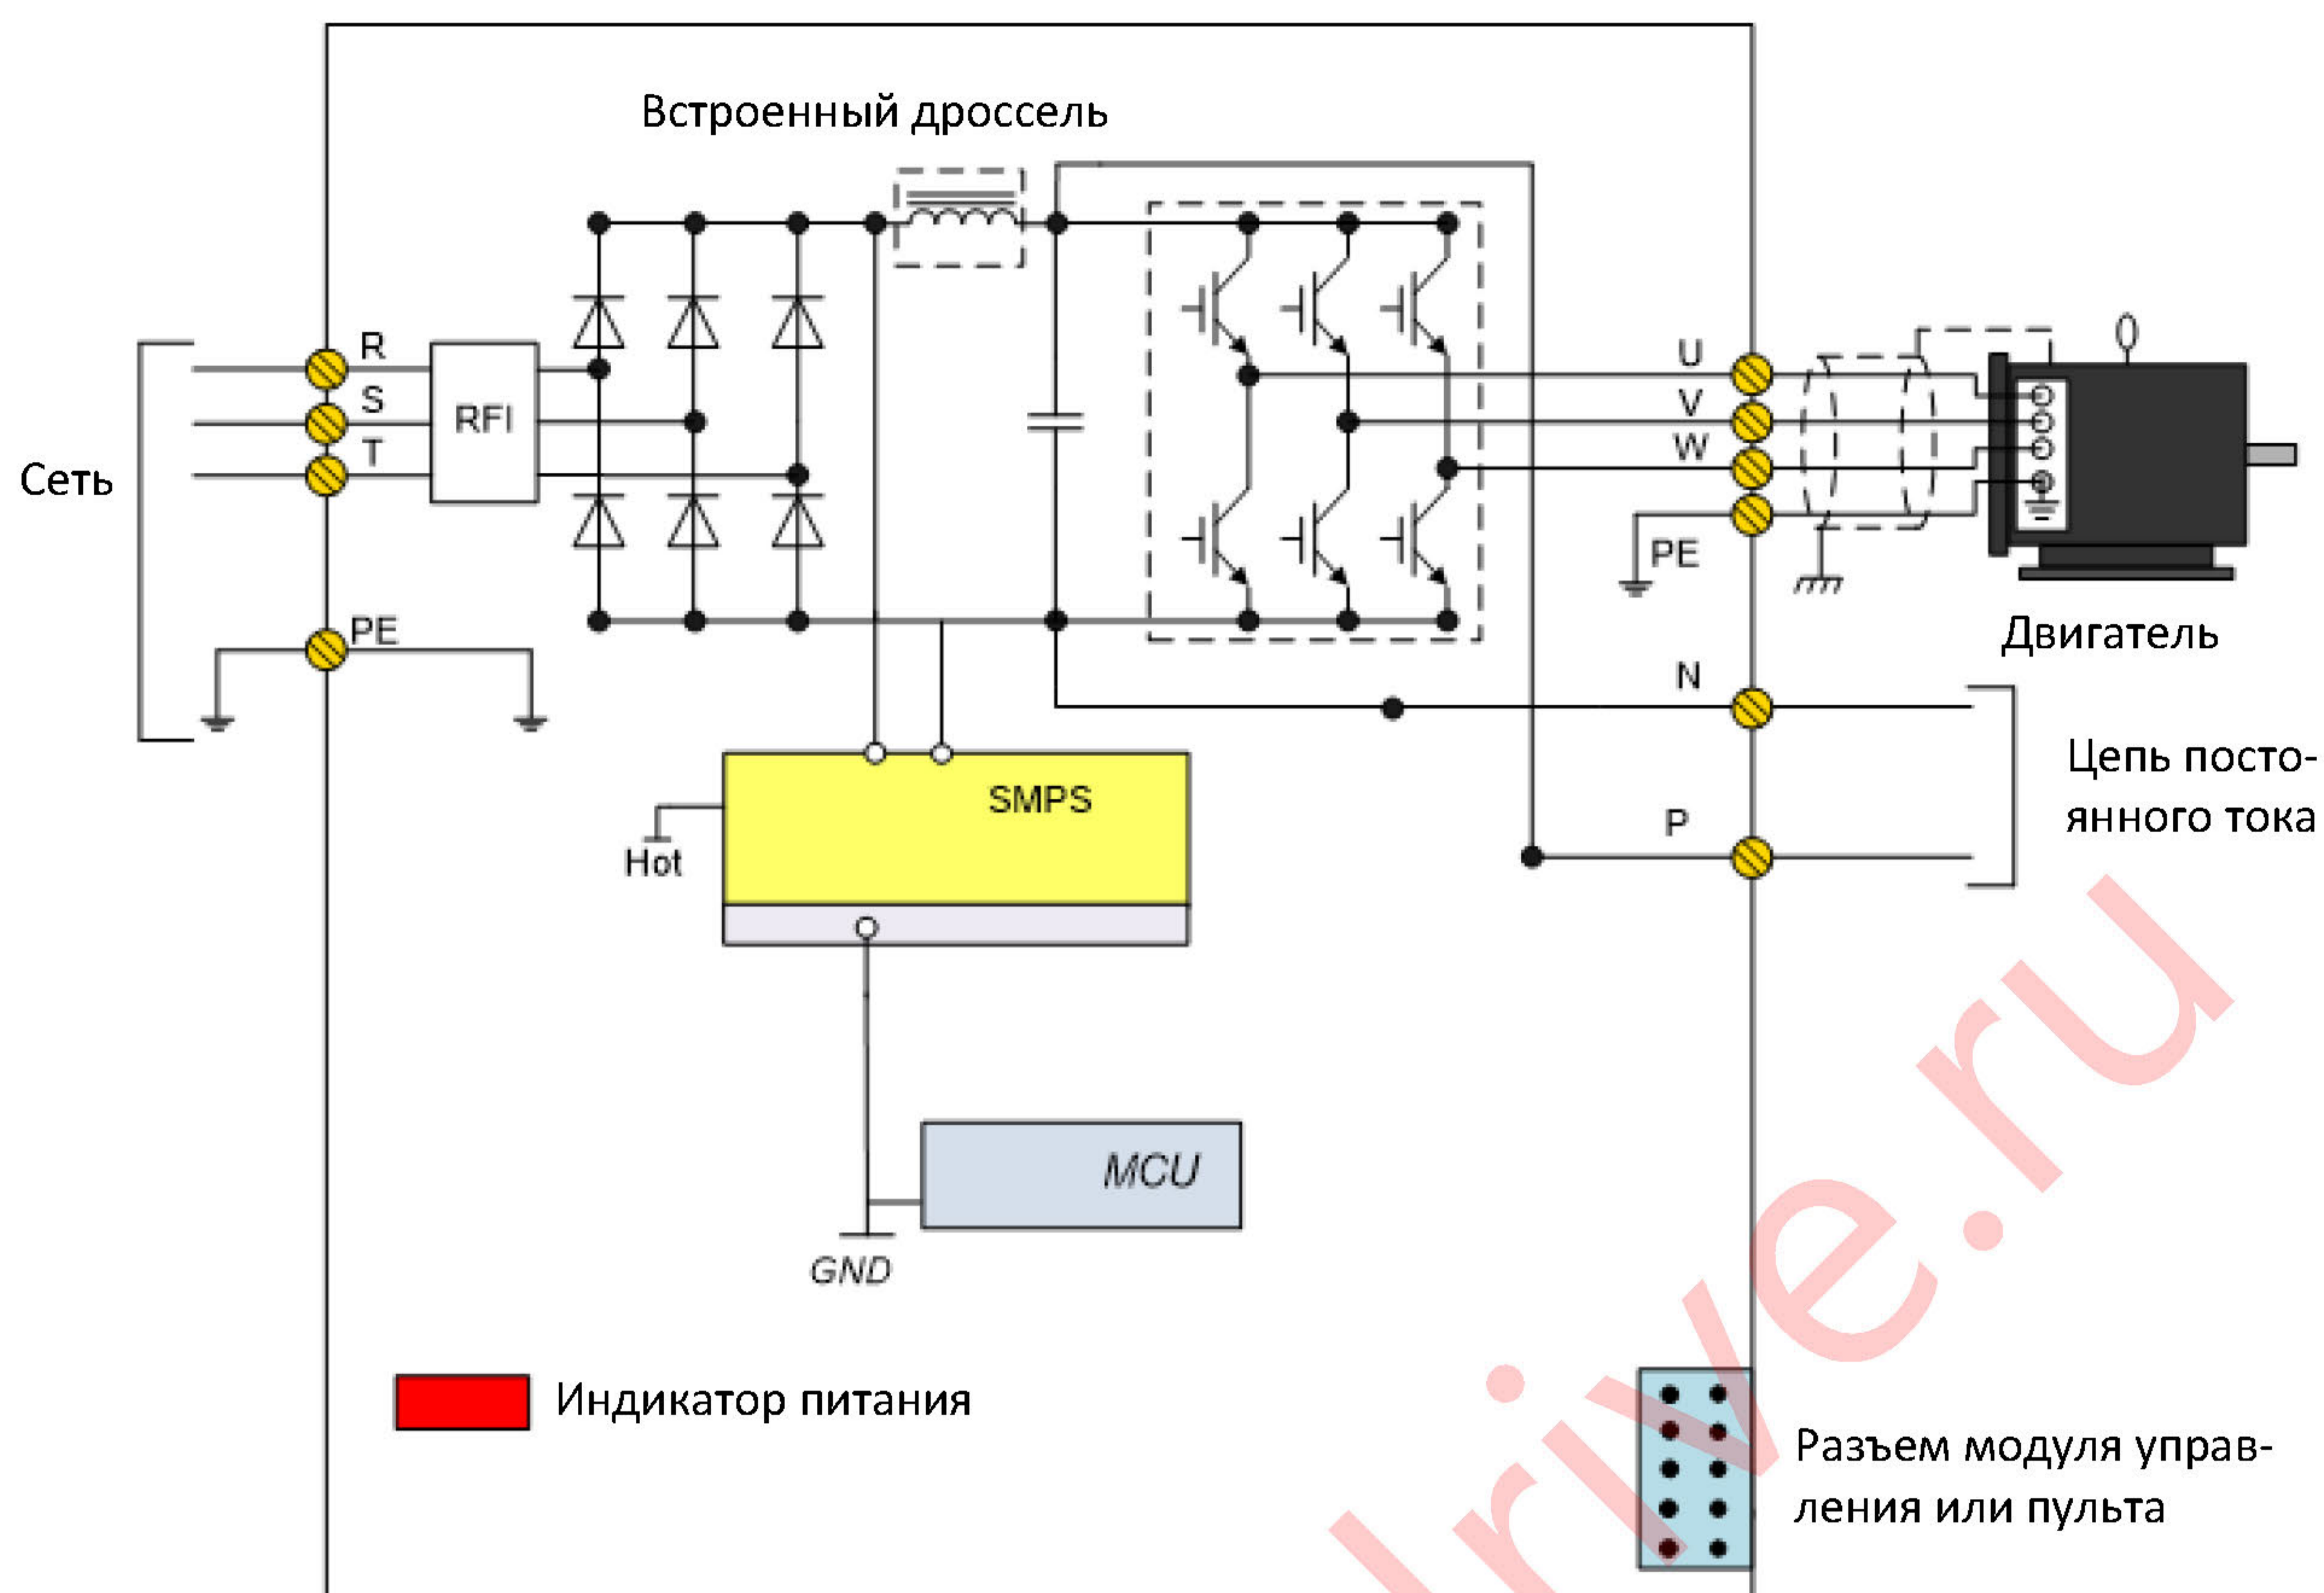 Встроенный дроссель
R
S
T
RFI
Сеть
PE
U
V
W
PE
Двигатель
N
P
Цепь посто-
янного тока
SMPS
Hot
MCU
GND
Индикатор питания
Разъем модуля управ-
ления или пульта
drive.ru